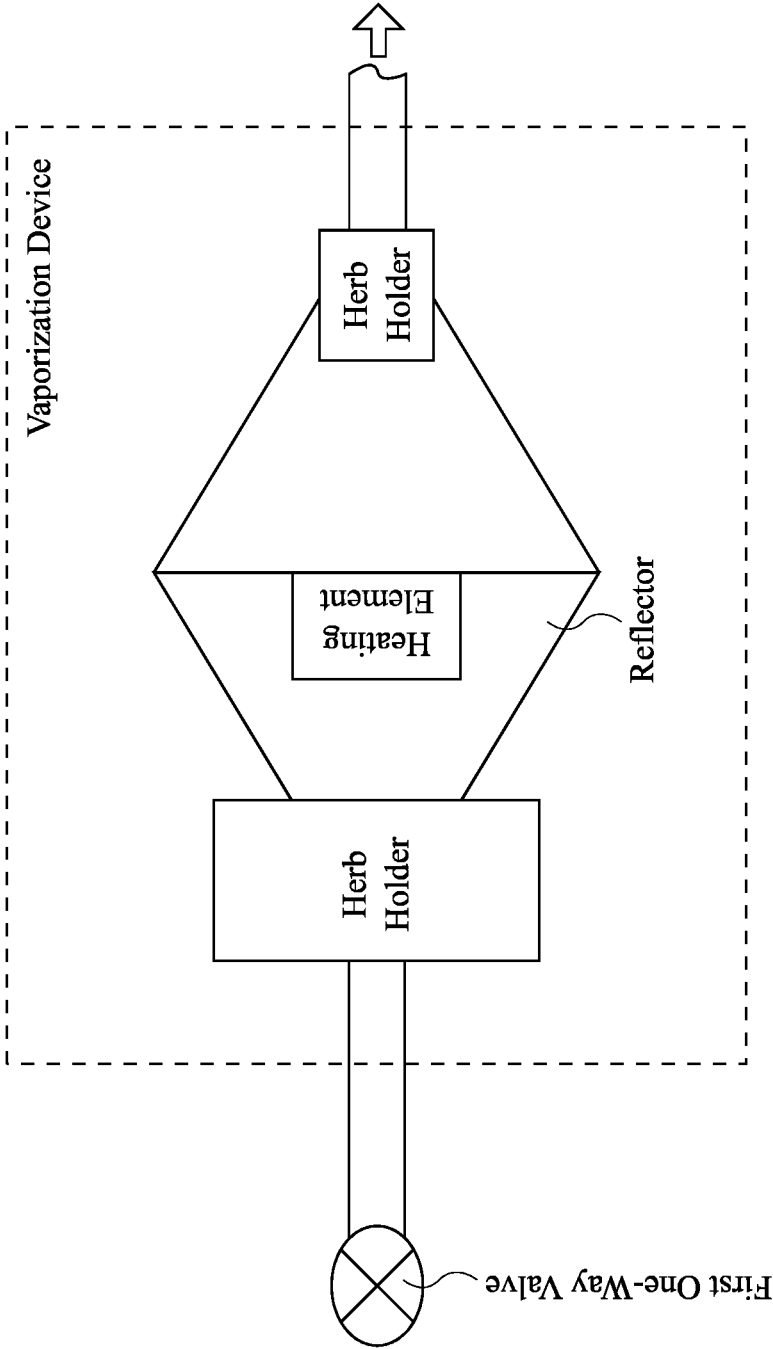 Vaporization Device
Herb
Holder
Heating
Element
Reflector
Herb
Holder
First One-Way Valve